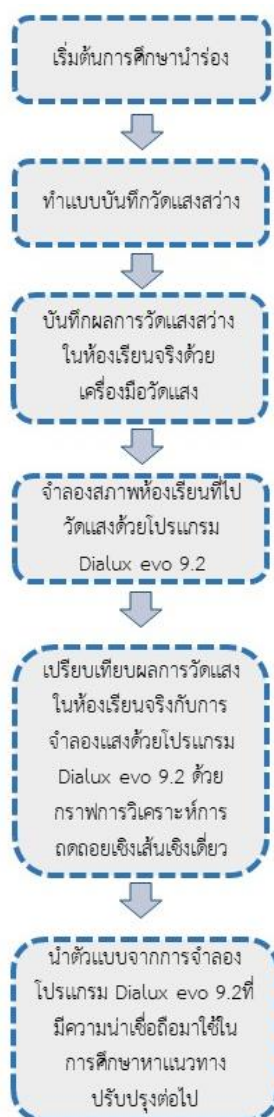 เริ่มต้นการศึกษานำร่อง
ทำแบบบันทึกวัดแสงสว่าง
บันทึกผลการวัดแสงสว่าง
ในห้องเรียนจริงด้วย
เครื่องมือวัดแสง
จำลองสภาพห้องเรียนที่ไป
วัดแสงด้วยโปรแกรม
Dialux evo 9.2
เปรียบเทียบผลการวัดแสง
ในห้องเรียนจริงกับการ
จำลองแสงด้วยโปรแกรม
Dialux evo 9.2 ด้วย
กราฟการวิเคราะห์การ
ถดถอยเชิงเส้นเชิงเดี่ยว
นำตัวแบบจากการจำลอง
โปรแกรม Dialux evo 9.2ที่
มีความน่าเชื่อถือมาใช้ใน
การศึกษาหาแนวทาง
ปรับปรุงต่อไป